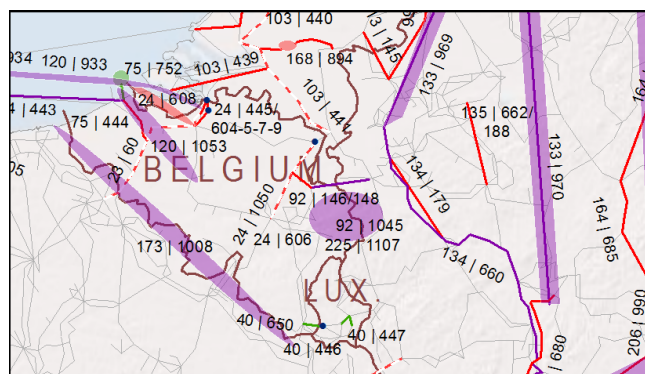 103 | 440
934
120 | 933
75 | 752
103 | 439
168 | 894
133 | 969
4 | 443
75 | 444
24 | 608
24 | 445/
604-5-7-9
103 | 44
135 | 662/
188
120 | 1053
23 | 60
BELGIUM
134 | 179
133 | 970
92 | 146/148
24 | 1050
92 | 1045
164 | 685
173 | 1008
24 | 606
225 | 1107
134 | 660
LUX.
40 | 650
40 | 447
40 | 446
| 680
206 | 990